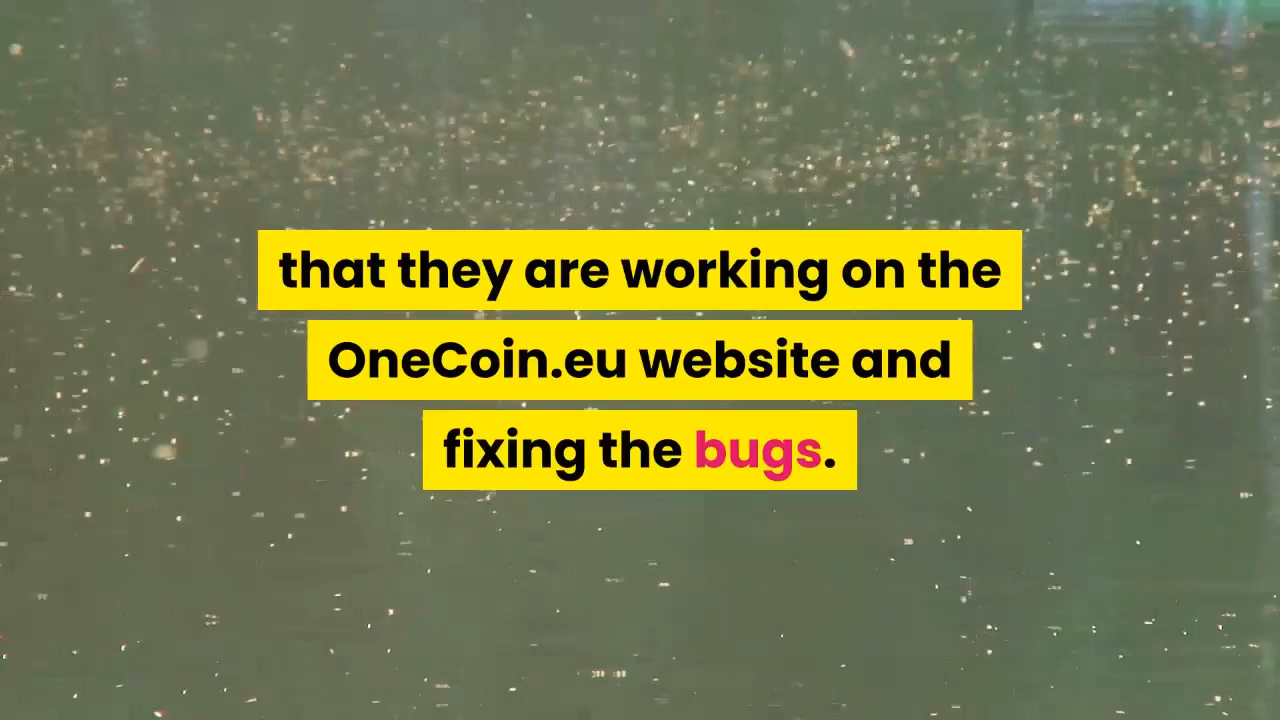 that they are working on the
OneCoin.eu website and
fixing the bugs.